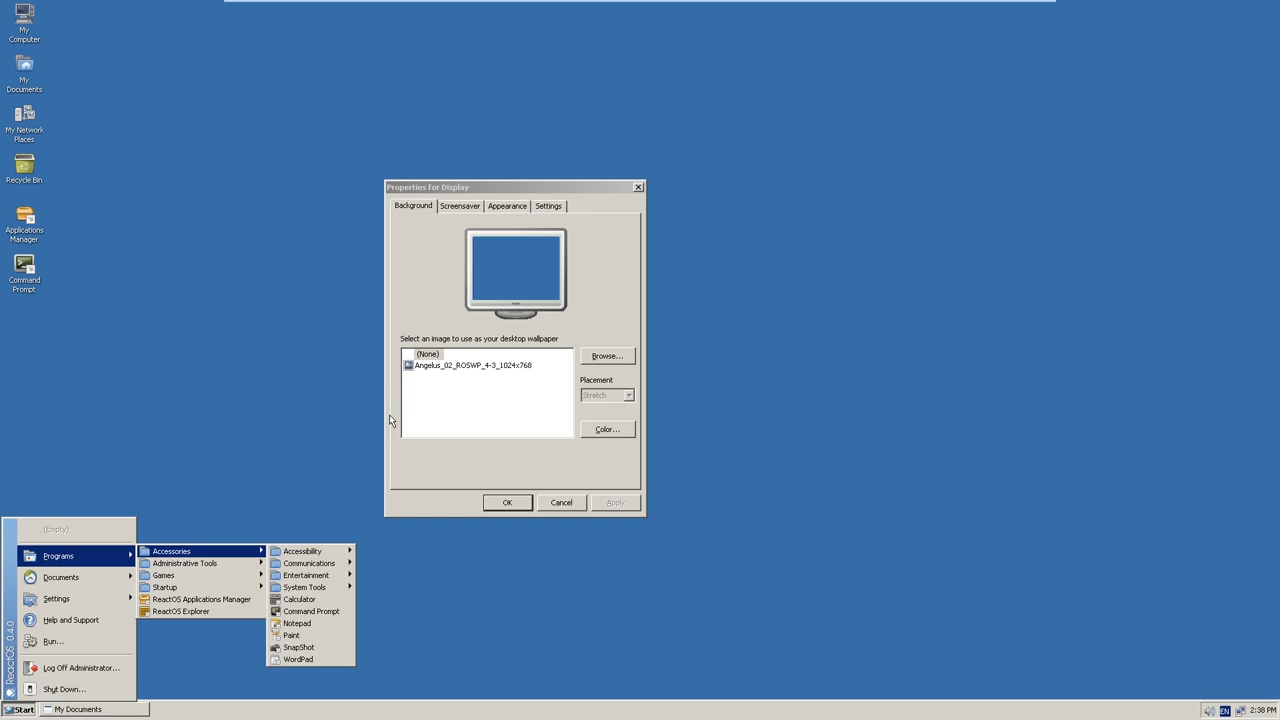 My
Computer
My
Documents
My Network
Places
Recycle Bin
Applications
Manager
Command
Prompt
Properties for Display
Background Screensaver Appearance Settings
Select an image to use as your desktop wallpaper
(None)
Angelus_02_ROSWP_4-3_1024x768
Browse...
Placement
Stretch
Color...
OK Cancel Apply
(Empty)
Programs
Documents
Settings
Help and Support
Run...
Log Off Administrator...
Shut Down...
ReactOS 0.4.0
Accessories
Administrative Tools
Games
Startup
ReactOS Applications Manager
ReactOS Explorer
Accessibility
Communications
Entertainment
System Tools
Calculator
Command Prompt
Notepad
Paint
SnapShot
WordPad
Start My Documents EN 2:38 PM